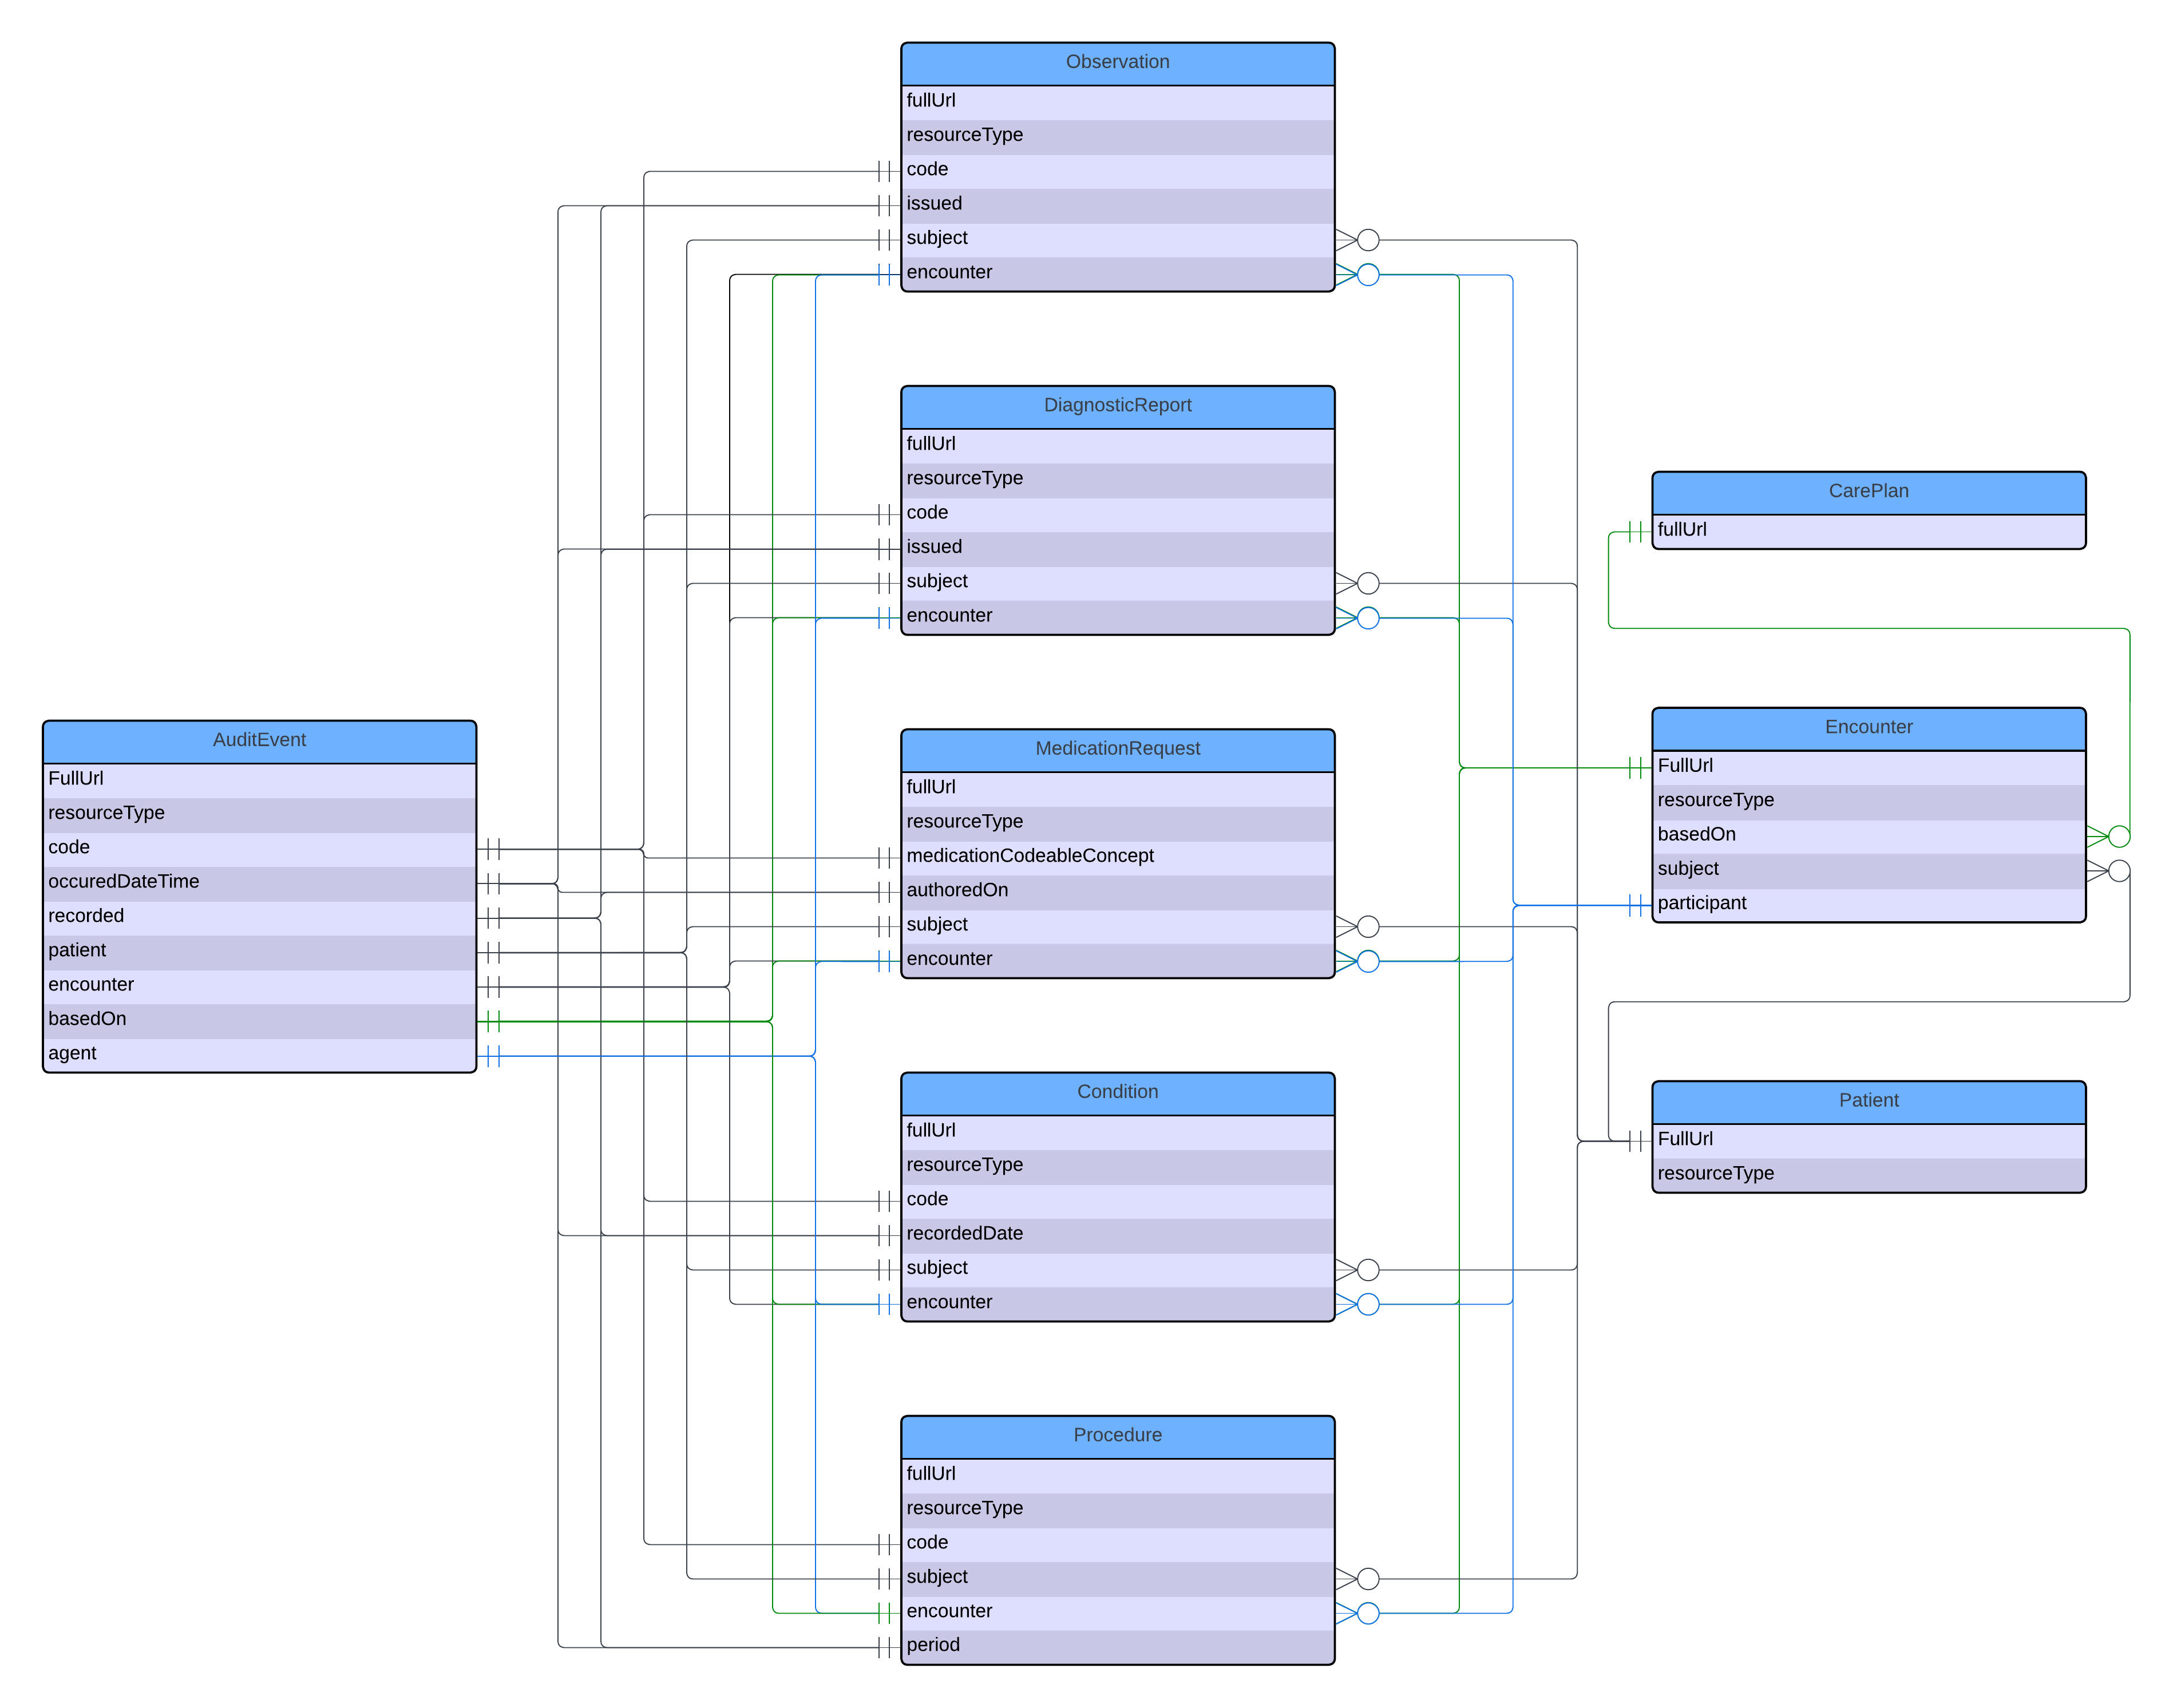 Observation
fullUrl
resourceType
code
issued
subject
encounter
DiagnosticReport
fullUrl
resourceType
code
issued
subject
encounter
CarePlan
fullUrl
AuditEvent
FullUrl
resourceType
code
occuredDateTime
recorded
patient
encounter
basedOn
agent
MedicationRequest
fullUrl
resourceType
medicationCodeableConcept
authoredOn
subject
encounter
Encounter
FullUrl
resourceType
basedOn
subject
participant
Condition
fullUrl
resourceType
code
recordedDate
subject
encounter
Patient
FullUrl
resourceType
Procedure
fullUrl
resourceType
code
subject
encounter
period